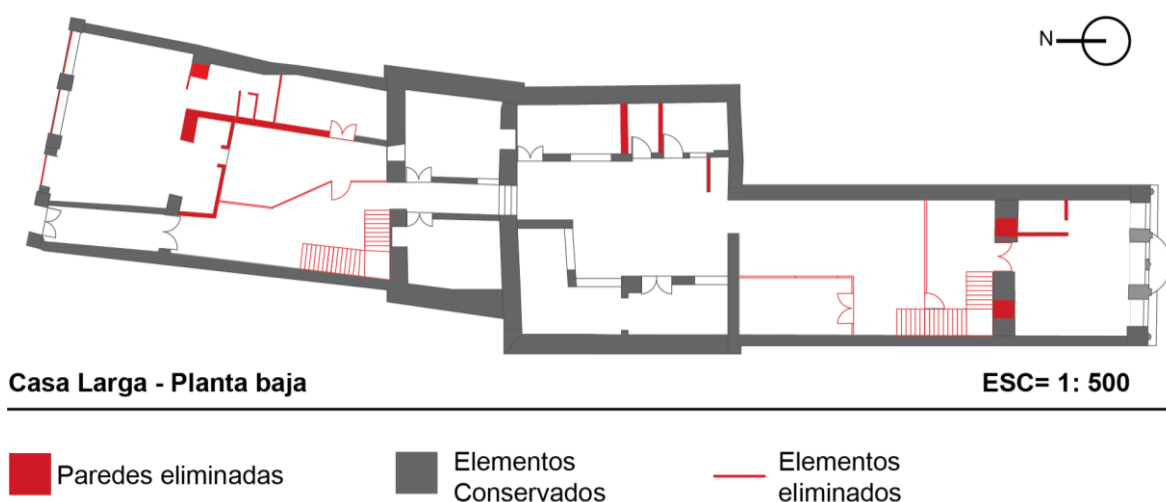 N
Casa Larga - Planta baja
ESC= 1: 500
Paredes eliminadas
Elementos
Conservados
Elementos
eliminados